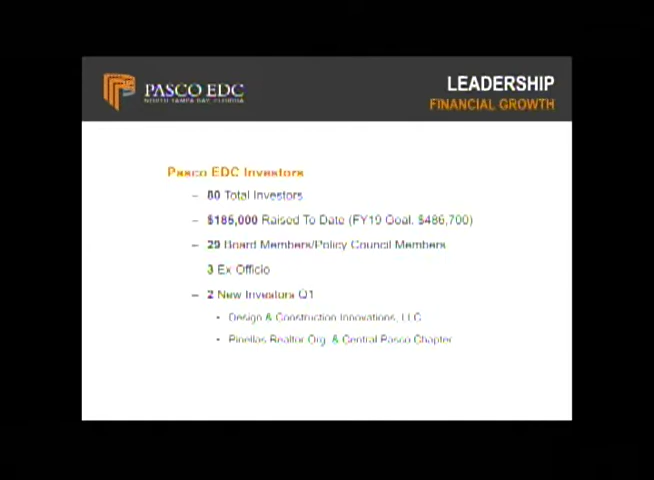 PASCO EDC
NORTH TAMPA BAY, FLORIDA
LEADERSHIP
FINANCIAL GROWTH
Pasco EDC Investors
– 80 Total Investors
– $185,000 Raised To Date (FY19 Goal: $486,700)
– 29 Board Members/Policy Council Members
3 Ex Officio
– 2 New Investors Q1
• Design & Construction Innovations, LLC
• Pinellas Realtor Org. & Central Pasco Chapter